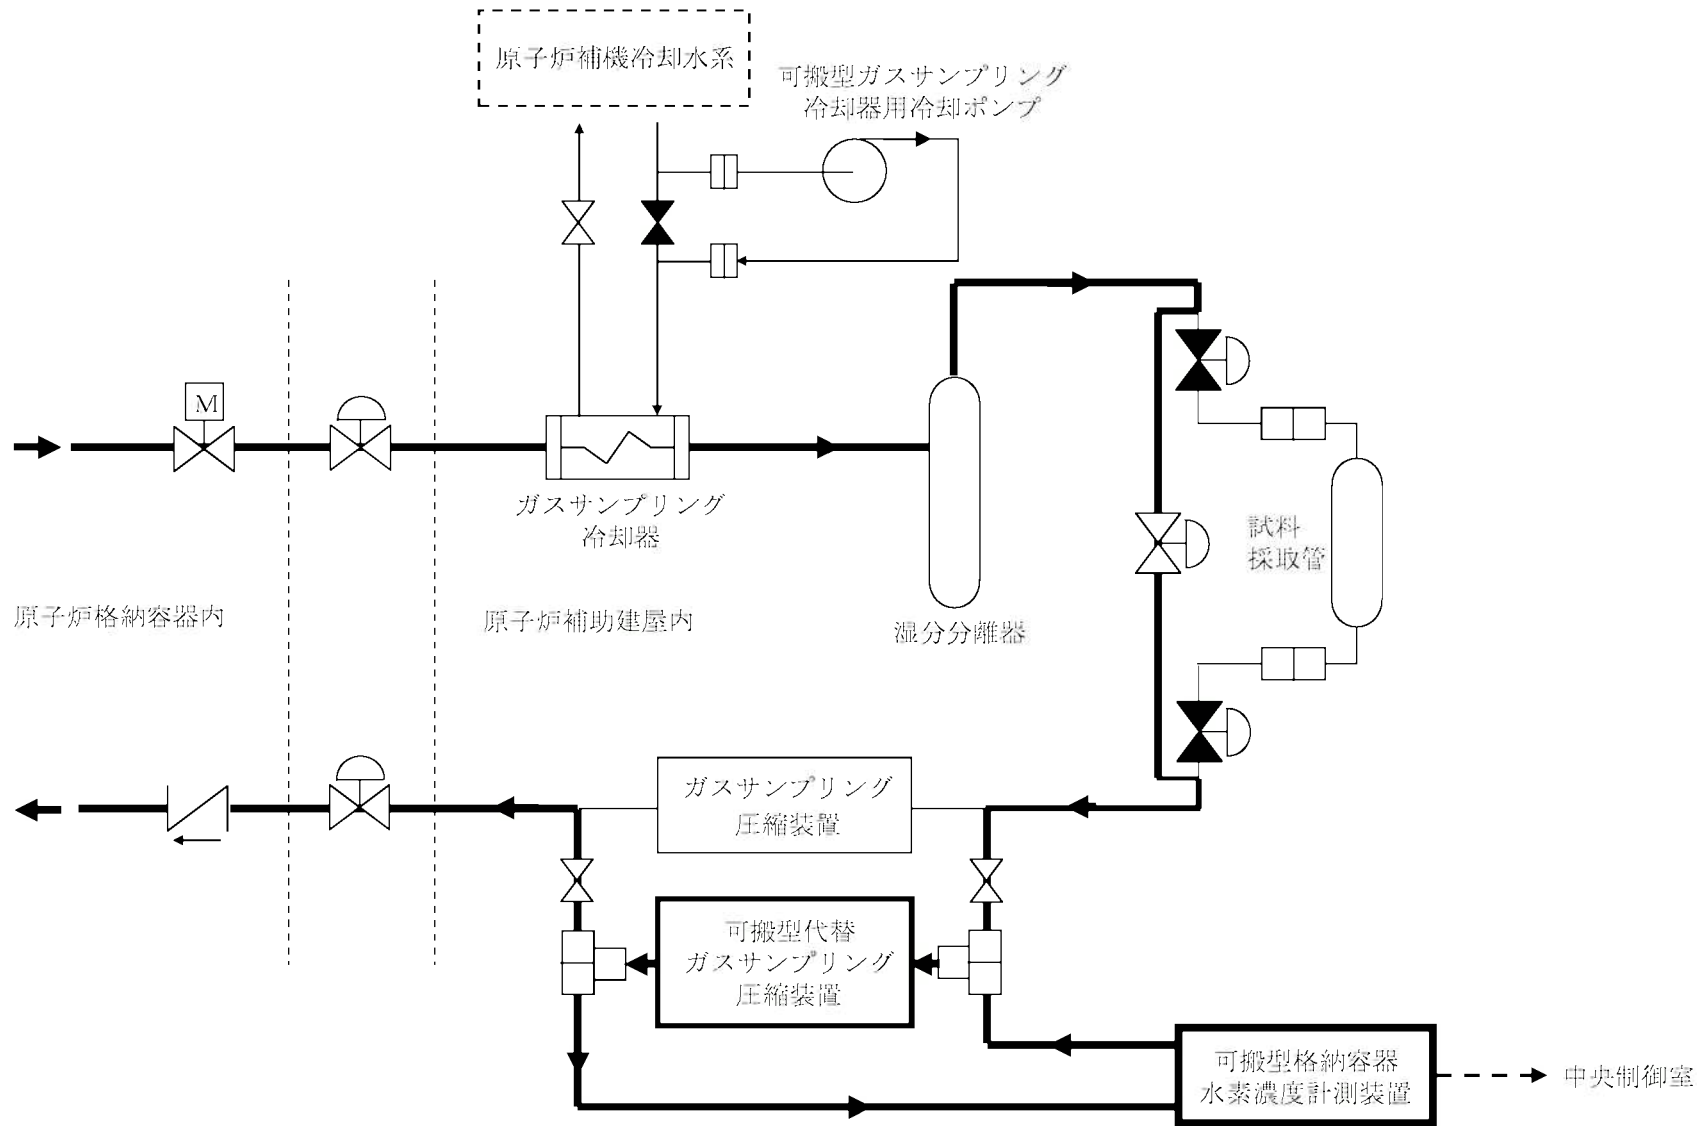 原子炉補機冷却水系
可搬型ガスサンプリング
冷却器用冷却ポンプ
M
ガスサンプリング
冷却器
試料
採取管
原子炉格納容器内
原子炉補助建屋内
湿分分離器
ガスサンプリング
圧縮装置
可搬型代替
ガスサンプリング
圧縮装置
可搬型格納容器
水素濃度計測装置
中央制御室